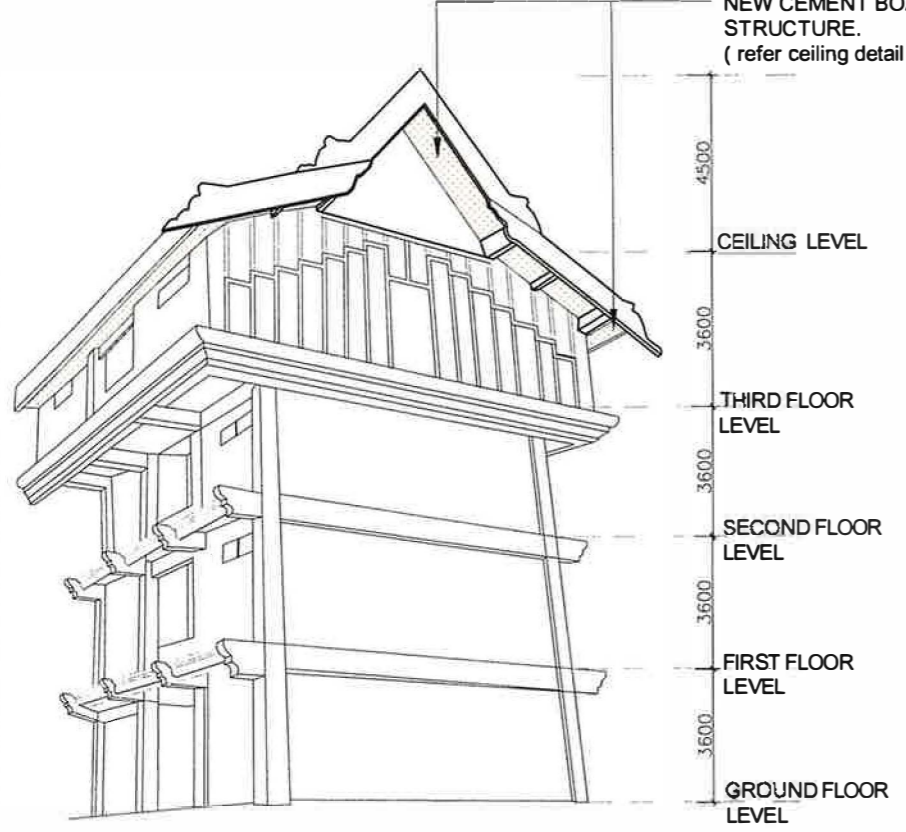 NEW CEMENT
STRUCTURE.
( refer ceiling detail
4500
CEILING LEVEL
3600
THIRD FLOOR
LEVEL
3600
SECOND FLOOR
LEVEL
3600
FIRST FLOOR
LEVEL
3600
GROUND FLOOR
LEVEL